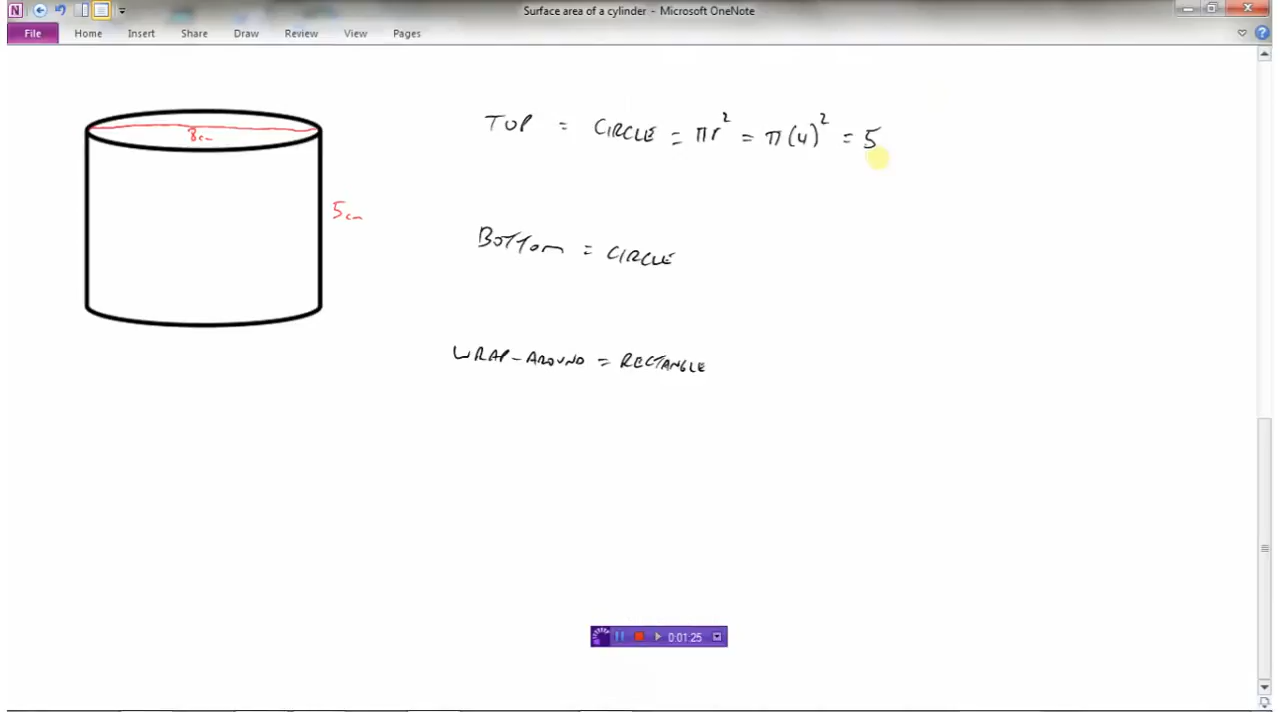 Surface area of a cylinder - Microsoft OneNote
File Home Insert Share Draw Review View Pages
TOP = CIRCLE = πr² = π(4)² = 5
8cm
5cm
BOTTOM = CIRCLE
WRAP-AROUND = RECTANGLE
0:01:25